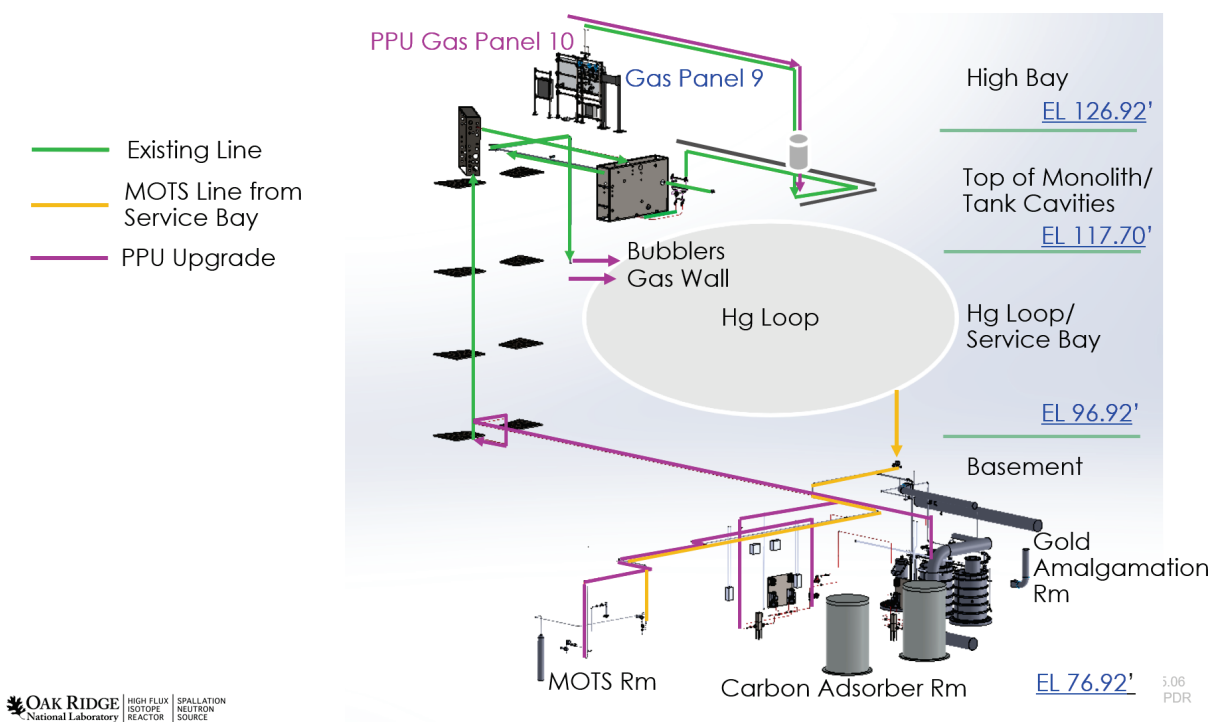 PPU Gas Panel 10
Gas Panel 9
High Bay
EL 126.92’
Existing Line
MOTS Line from
Service Bay
PPU Upgrade
Top of Monolith/
Tank Cavities
EL 117.70’
Bubblers
Gas Wall
Hg Loop
Hg Loop/
Service Bay
EL 96.92’
Basement
Gold
Amalgamation
Rm
MOTS Rm
Carbon Adsorber Rm
EL 76.92’
5.06
PDR
OAK RIDGE
National Laboratory
HIGH FLUX
ISOTOPE
REACTOR
SPALLATION
NEUTRON
SOURCE